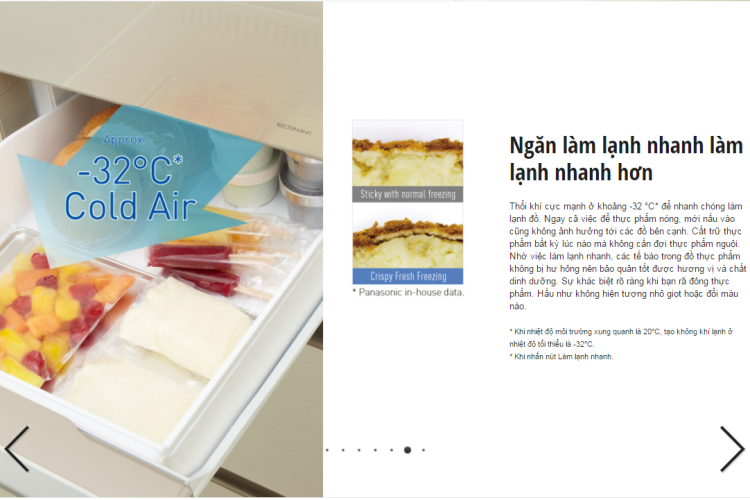 ECONAVI
Approx
-32°C*
Cold Air
Sticky with normal freezing
Crispy Fresh Freezing
* Panasonic in-house data.
Ngăn làm lạnh nhanh làm
lạnh nhanh hơn
Thổi khí cực mạnh ở khoảng -32 °C* để nhanh chóng làm
lạnh đồ. Ngay cả việc để thực phẩm nóng, mới nấu vào
cũng không ảnh hưởng tới các đồ bên cạnh. Cất trữ thực
phẩm bất kỳ lúc nào mà không cần đợi thực phẩm nguội.
Nhờ việc làm lạnh nhanh, các tế bào trong đồ thực phẩm
không bị hư hỏng nên bảo quản tốt được hương vị và chất
dinh dưỡng. Sự khác biệt rõ ràng khi bạn rã đông thực
phẩm. Hầu như không hiện tượng nhỏ giọt hoặc đổi màu
nào.
* Khi nhiệt độ môi trường xung quanh là 20°C, tạo không khí lạnh ở
nhiệt độ tối thiểu là -32°C.
* Khi nhấn nút Làm lạnh nhanh.